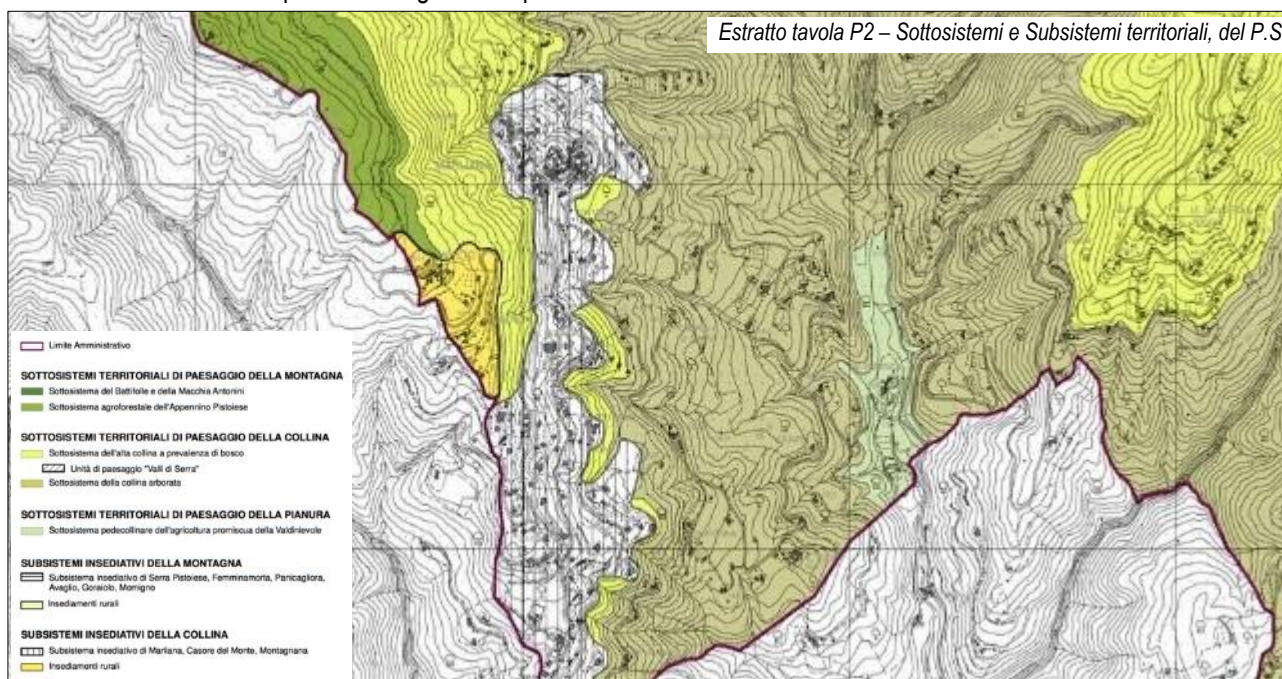 Estratto tavola P2 – Sottosistemi e Subsistemi territoriali, del P.S
Limite Amministrativo
SOTTOSISTEMI TERRITORIALI DI PAESAGGIO DELLA MONTAGNA
Sottosistema del Battifolle e della Macchia Antonini
Sottosistema agroforestale dell'Appennino Pistoiese
SOTTOSISTEMI TERRITORIALI DI PAESAGGIO DELLA COLLINA
Sottosistema dell'alta collina a prevalenza di bosco
Unità di paesaggio "Valli di Serra"
Sottosistema della collina arborata
SOTTOSISTEMI TERRITORIALI DI PAESAGGIO DELLA PIANURA
Sottosistema pedecollinare dell'agricoltura promiscua della Valdinievole
SUBSISTEMI INSEDIATIVI DELLA MONTAGNA
Subsistema insediativo di Serra Pistoiese, Femminamorta, Panicagliora,
Avaglio, Goraiolo, Momigno
Insediamenti rurali
SUBSISTEMI INSEDIATIVI DELLA COLLINA
Subsistema insediativo di Marliana, Casore del Monte, Montagnana
Insediamenti rurali